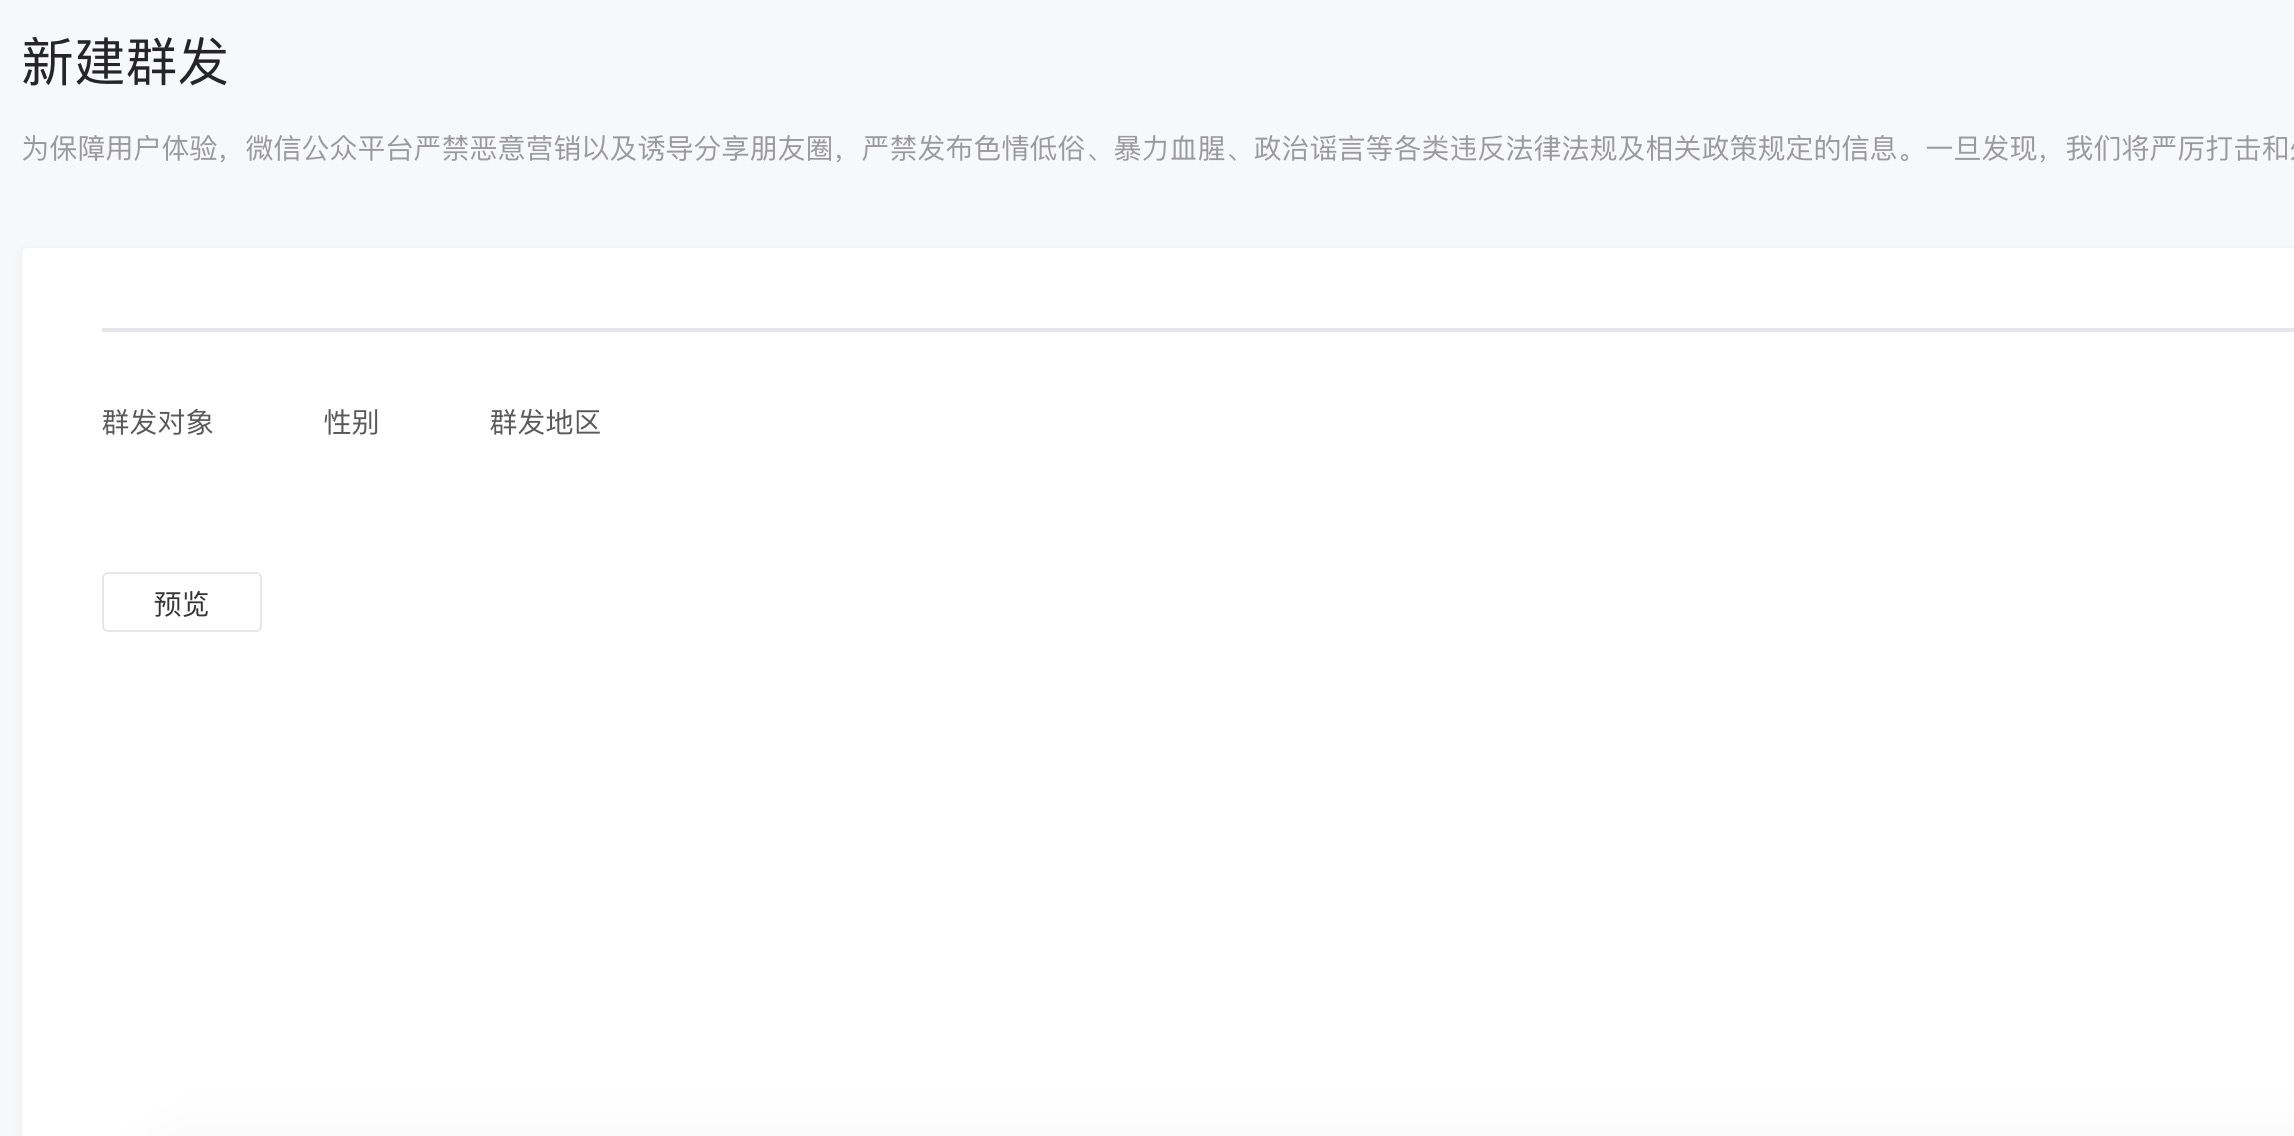 新建群发
为保障用户体验，微信公众平台严禁恶意营销以及诱导分享朋友圈，严禁发布色情低俗、暴力血腥、政治谣言等各类违反法律法规及相关政策规定的信息。一旦发现，我们将严厉打击和
群发对象 性别 群发地区
预览